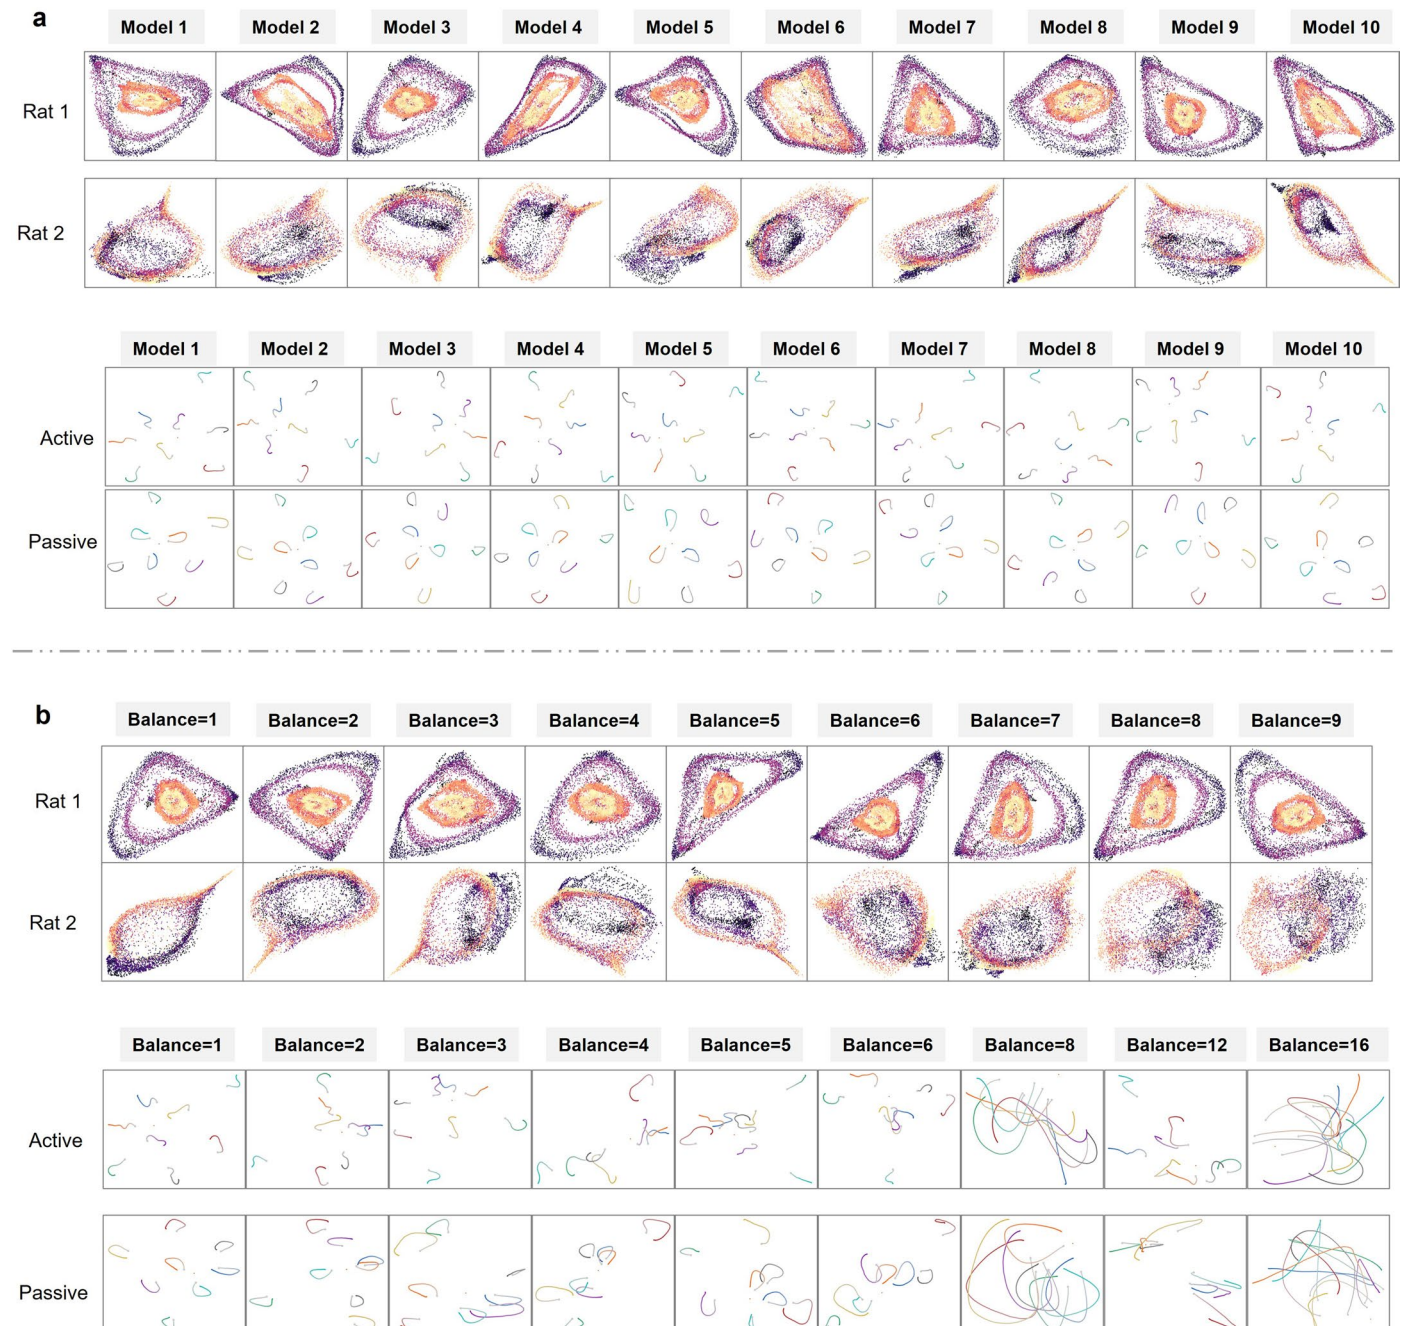 a
Model 1 Model 2 Model 3 Model 4 Model 5 Model 6 Model 7 Model 8 Model 9 Model 10
Rat 1
Rat 2
Model 1 Model 2 Model 3 Model 4 Model 5 Model 6 Model 7 Model 8 Model 9 Model 10
Active
Passive
b
Balance=1 Balance=2 Balance=3 Balance=4 Balance=5 Balance=6 Balance=7 Balance=8 Balance=9
Rat 1
Rat 2
Balance=1 Balance=2 Balance=3 Balance=4 Balance=5 Balance=6 Balance=8 Balance=12 Balance=16
Active
Passive